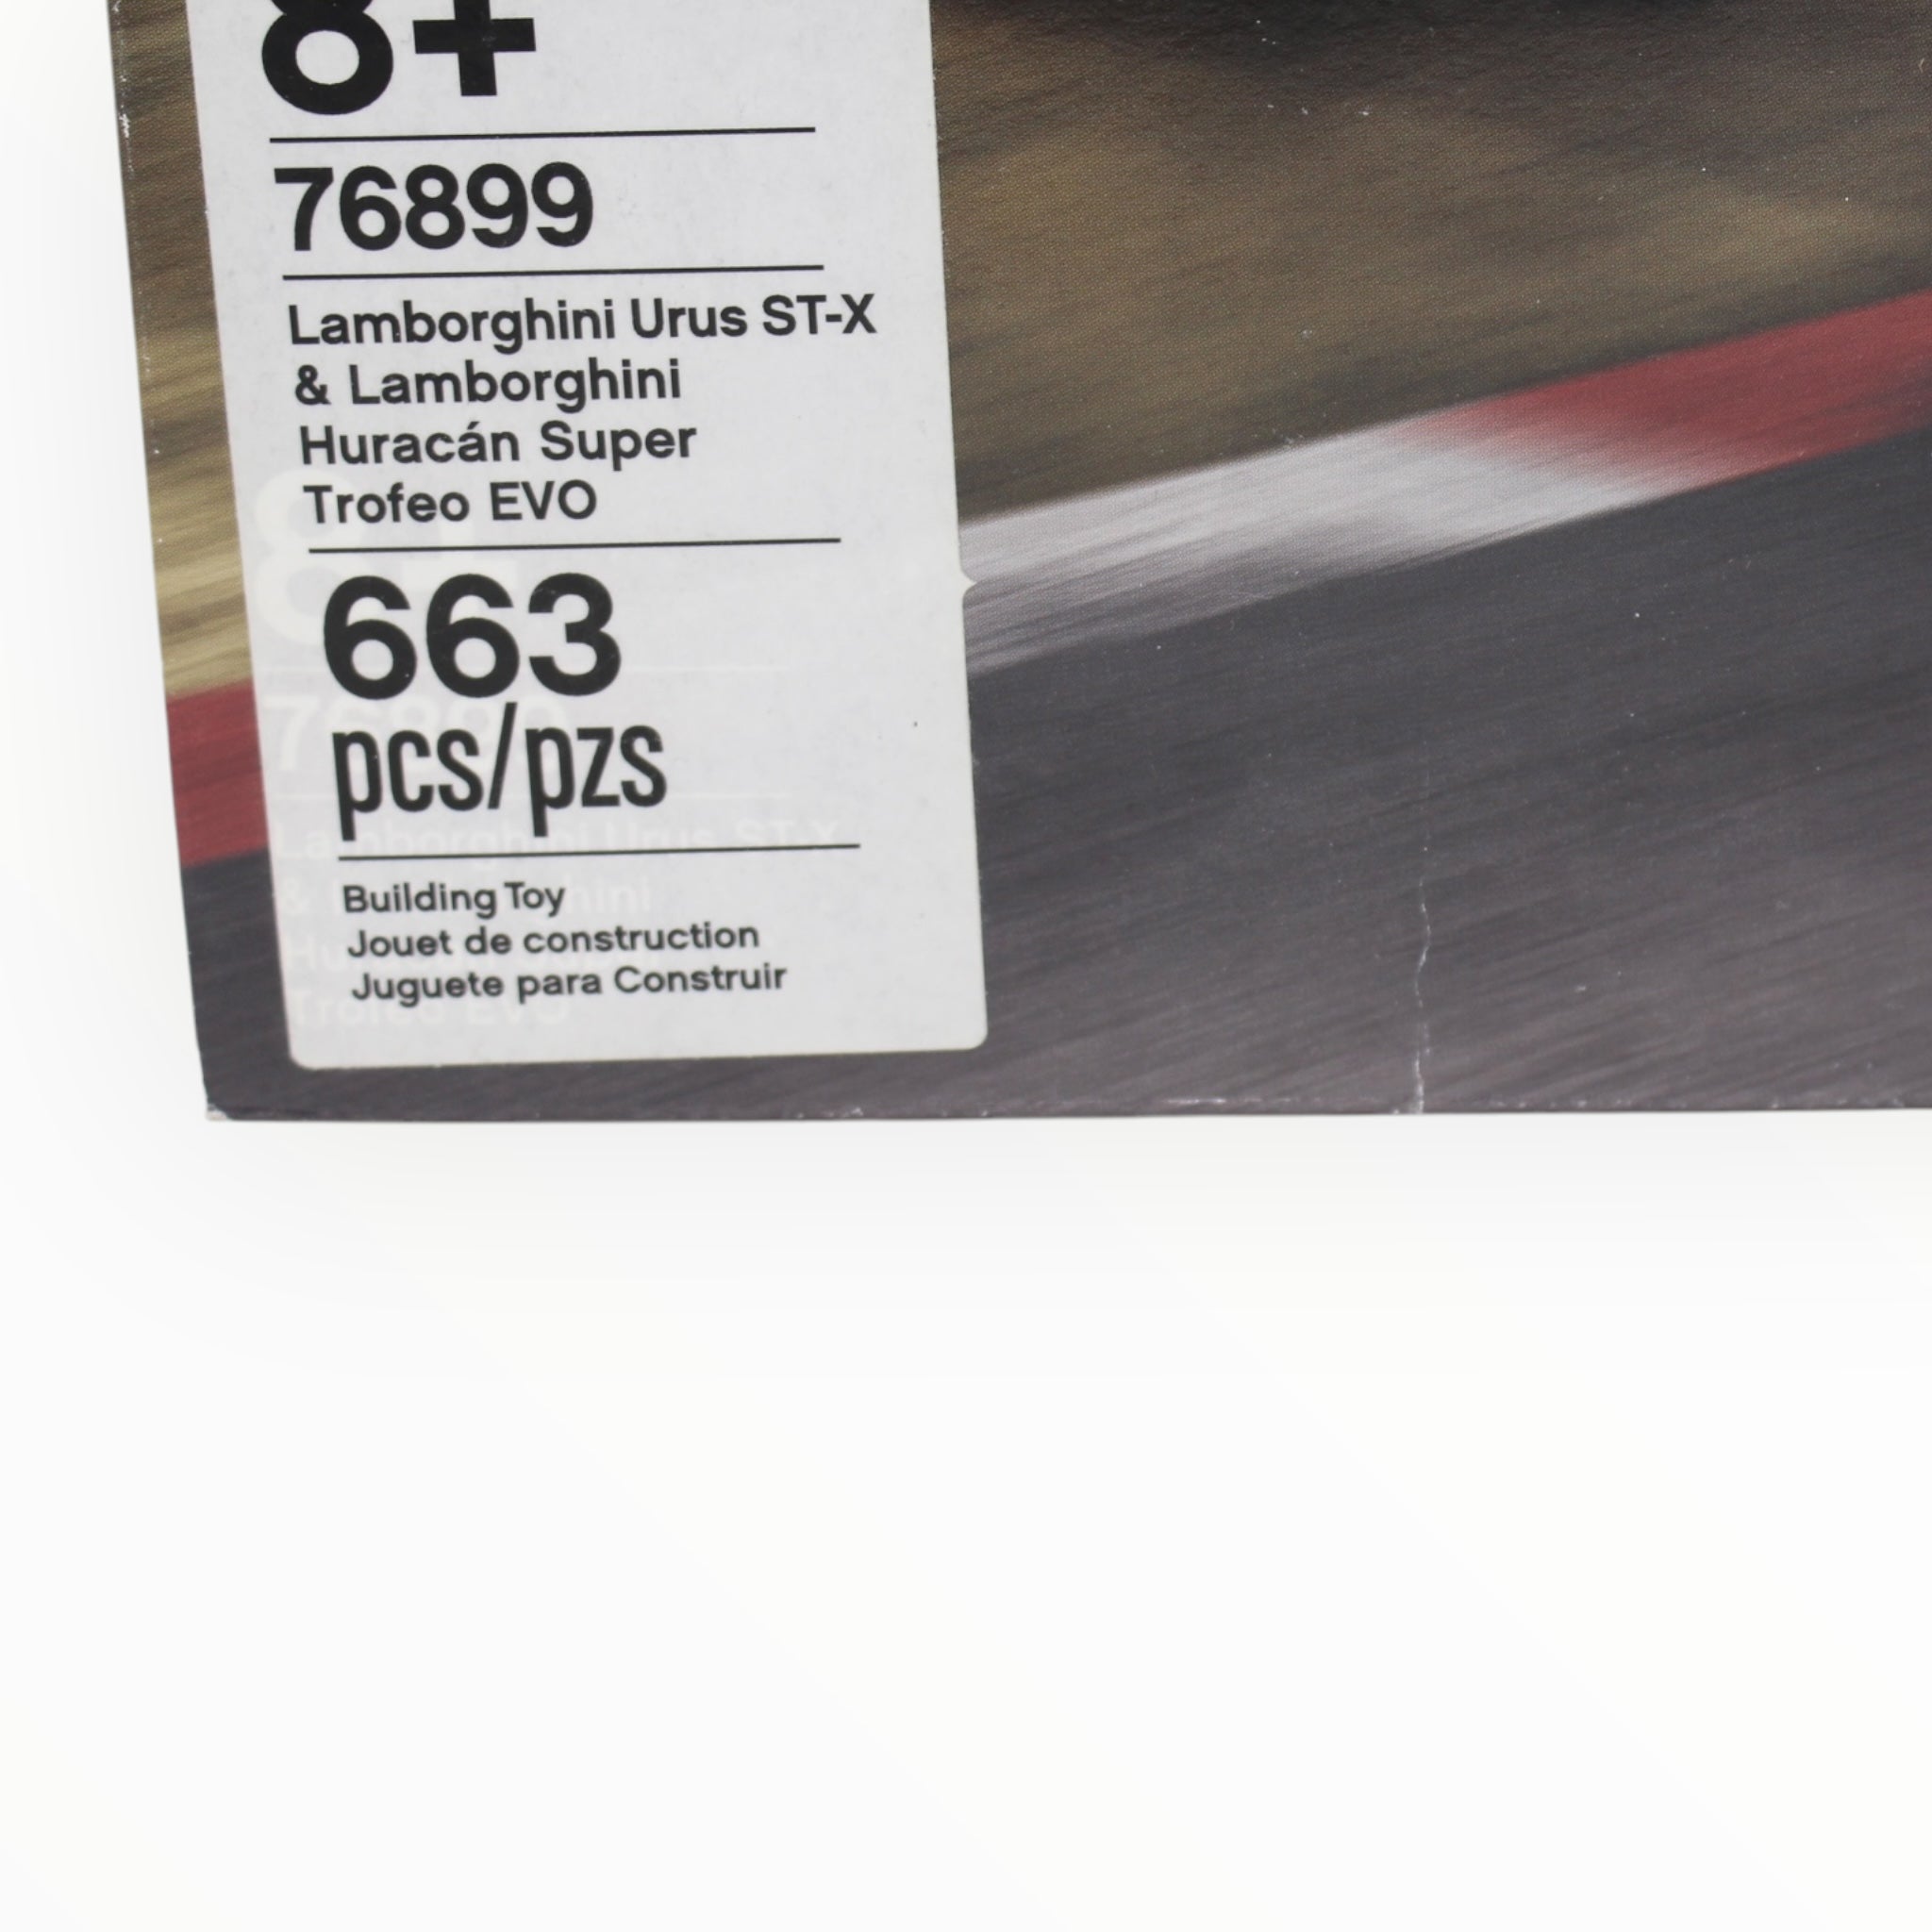 8+
76899
Lamborghini Urus ST-X
& Lamborghini
Huracán Super
Trofeo EVO
663
pcs/pzs
Building Toy
Jouet de construction
Juguete para Construir